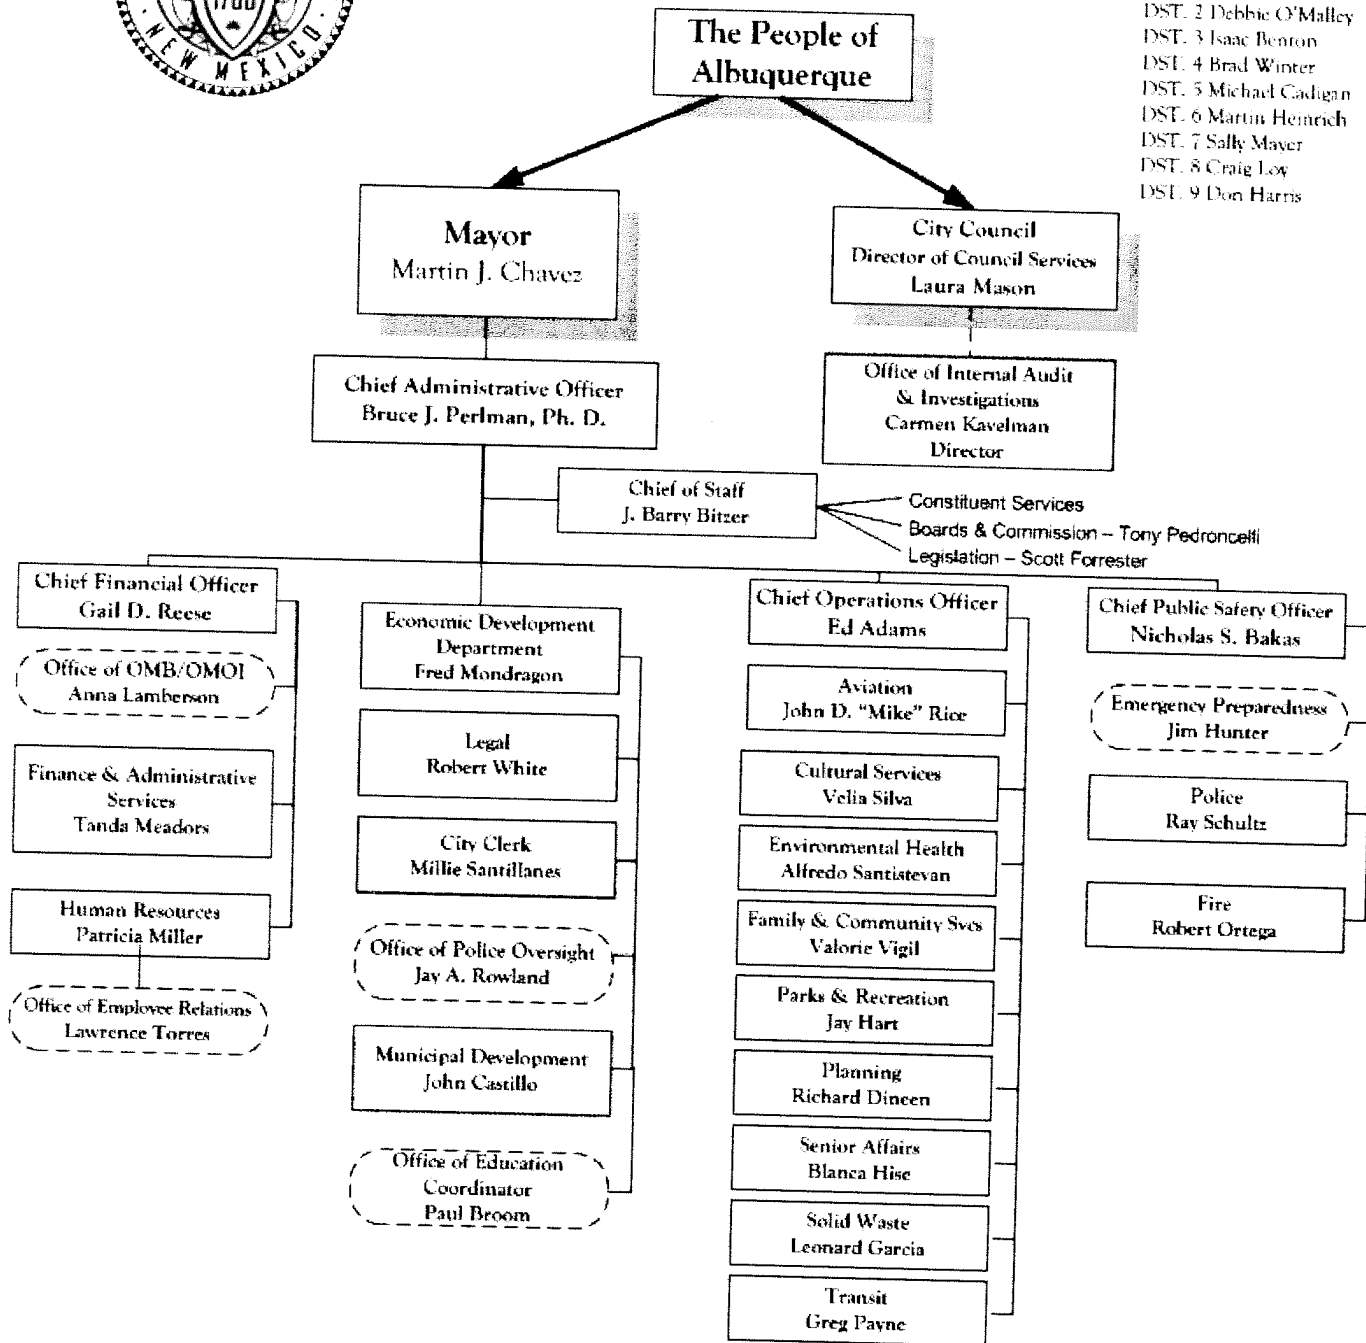 1706
NEW MEXICO
The People of
Albuquerque
DST. 2 Debbie O'Malley
DST. 3 Isaac Benton
DST. 4 Brad Winter
DST. 5 Michael Cadigan
DST. 6 Martin Heinrich
DST. 7 Sally Mayer
DST. 8 Craig Loy
DST. 9 Don Harris
Mayor
Martin J. Chavez
City Council
Director of Council Services
Laura Mason
Chief Administrative Officer
Bruce J. Perlman, Ph. D.
Office of Internal Audit
& Investigations
Carmen Kavelman
Director
Chief of Staff
J. Barry Bitzer
Constituent Services
Boards & Commission – Tony Pedroncelli
Legislation – Scott Forrester
Chief Financial Officer
Gail D. Reese
Office of OMB/OMOI
Anna Lamberson
Finance & Administrative
Services
Tanda Meadors
Human Resources
Patricia Miller
Office of Employee Relations
Lawrence Torres
Economic Development
Department
Fred Mondragon
Legal
Robert White
City Clerk
Millie Santillanes
Office of Police Oversight
Jay A. Rowland
Municipal Development
John Castillo
Office of Education
Coordinator
Paul Broom
Chief Operations Officer
Ed Adams
Aviation
John D. “Mike” Rice
Cultural Services
Velia Silva
Environmental Health
Alfredo Santistevan
Family & Community Svcs
Valorie Vigil
Parks & Recreation
Jay Hart
Planning
Richard Dineen
Senior Affairs
Blanca Hise
Solid Waste
Leonard Garcia
Transit
Greg Payne
Chief Public Safety Officer
Nicholas S. Bakas
Emergency Preparedness
Jim Hunter
Police
Ray Schultz
Fire
Robert Ortega